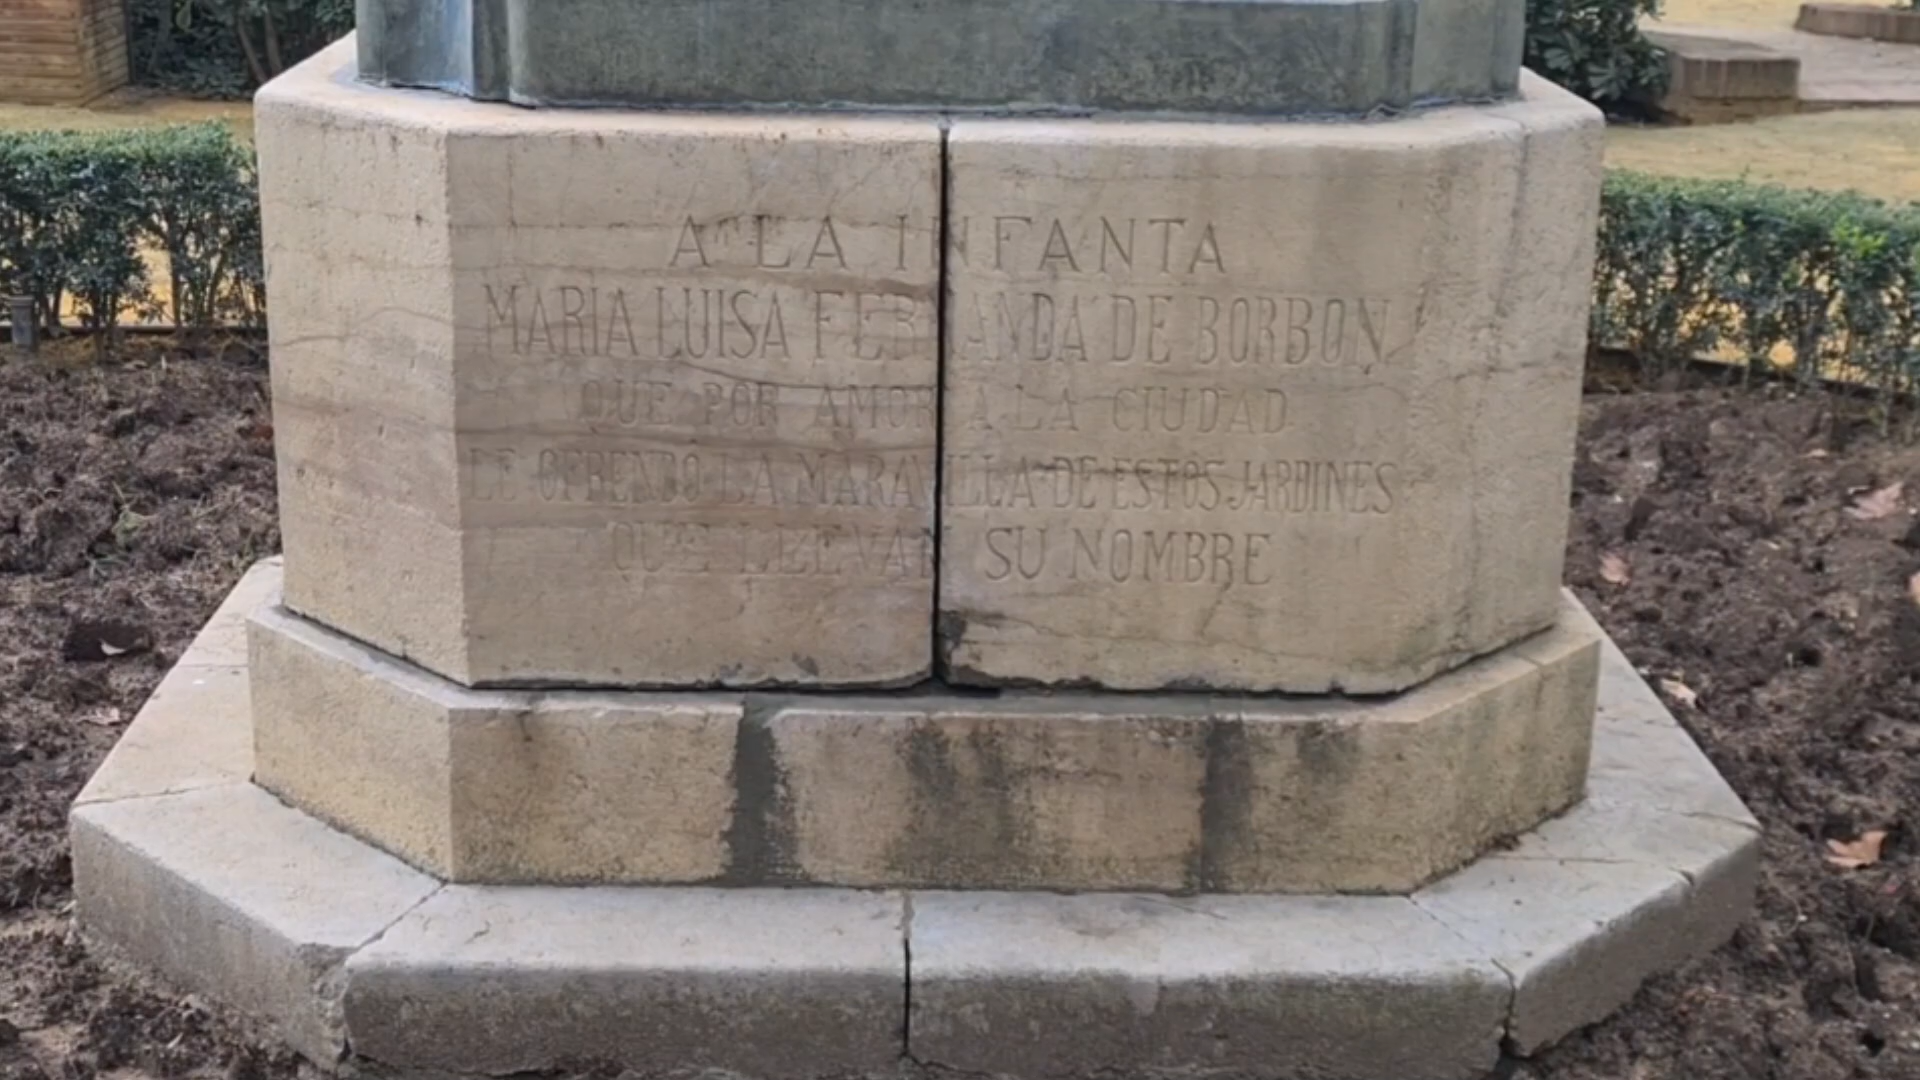 A LA INFANTA
MARIA LUISA FERNANDA DE BORBON
QUE POR AMOR A LA CIUDAD
LE OFRENDO LA MARAVILLA DE ESTOS JARDINES
QUE LLEVAN SU NOMBRE